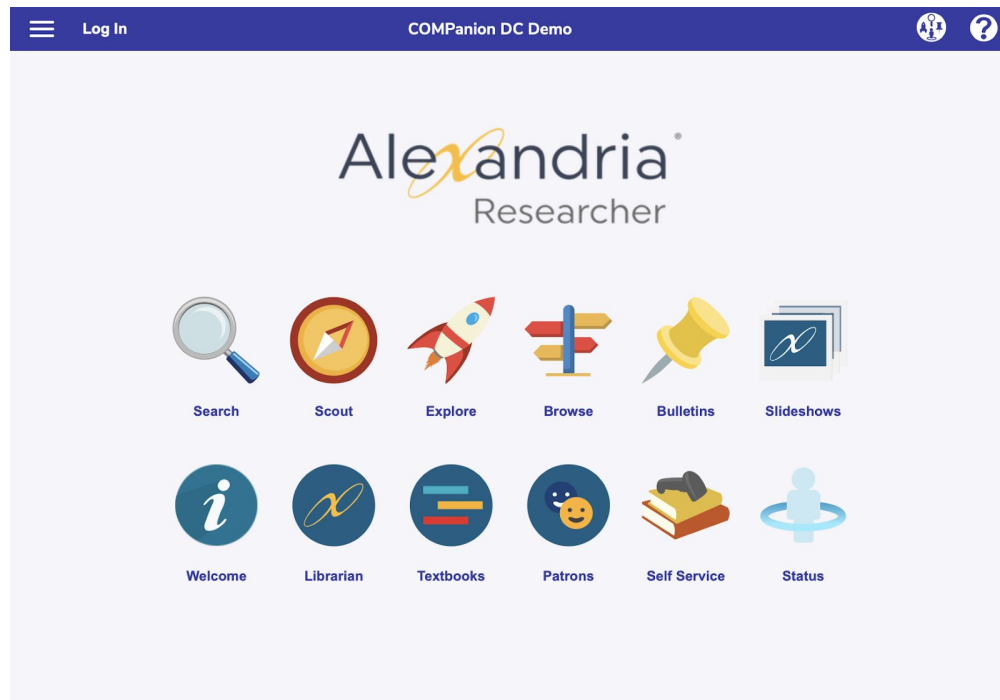 Log In
COMPanion DC Demo
?
Alexandria®
Researcher
Search
Scout
Explore
Browse
Bulletins
Slideshows
Welcome
Librarian
Textbooks
Patrons
Self Service
Status